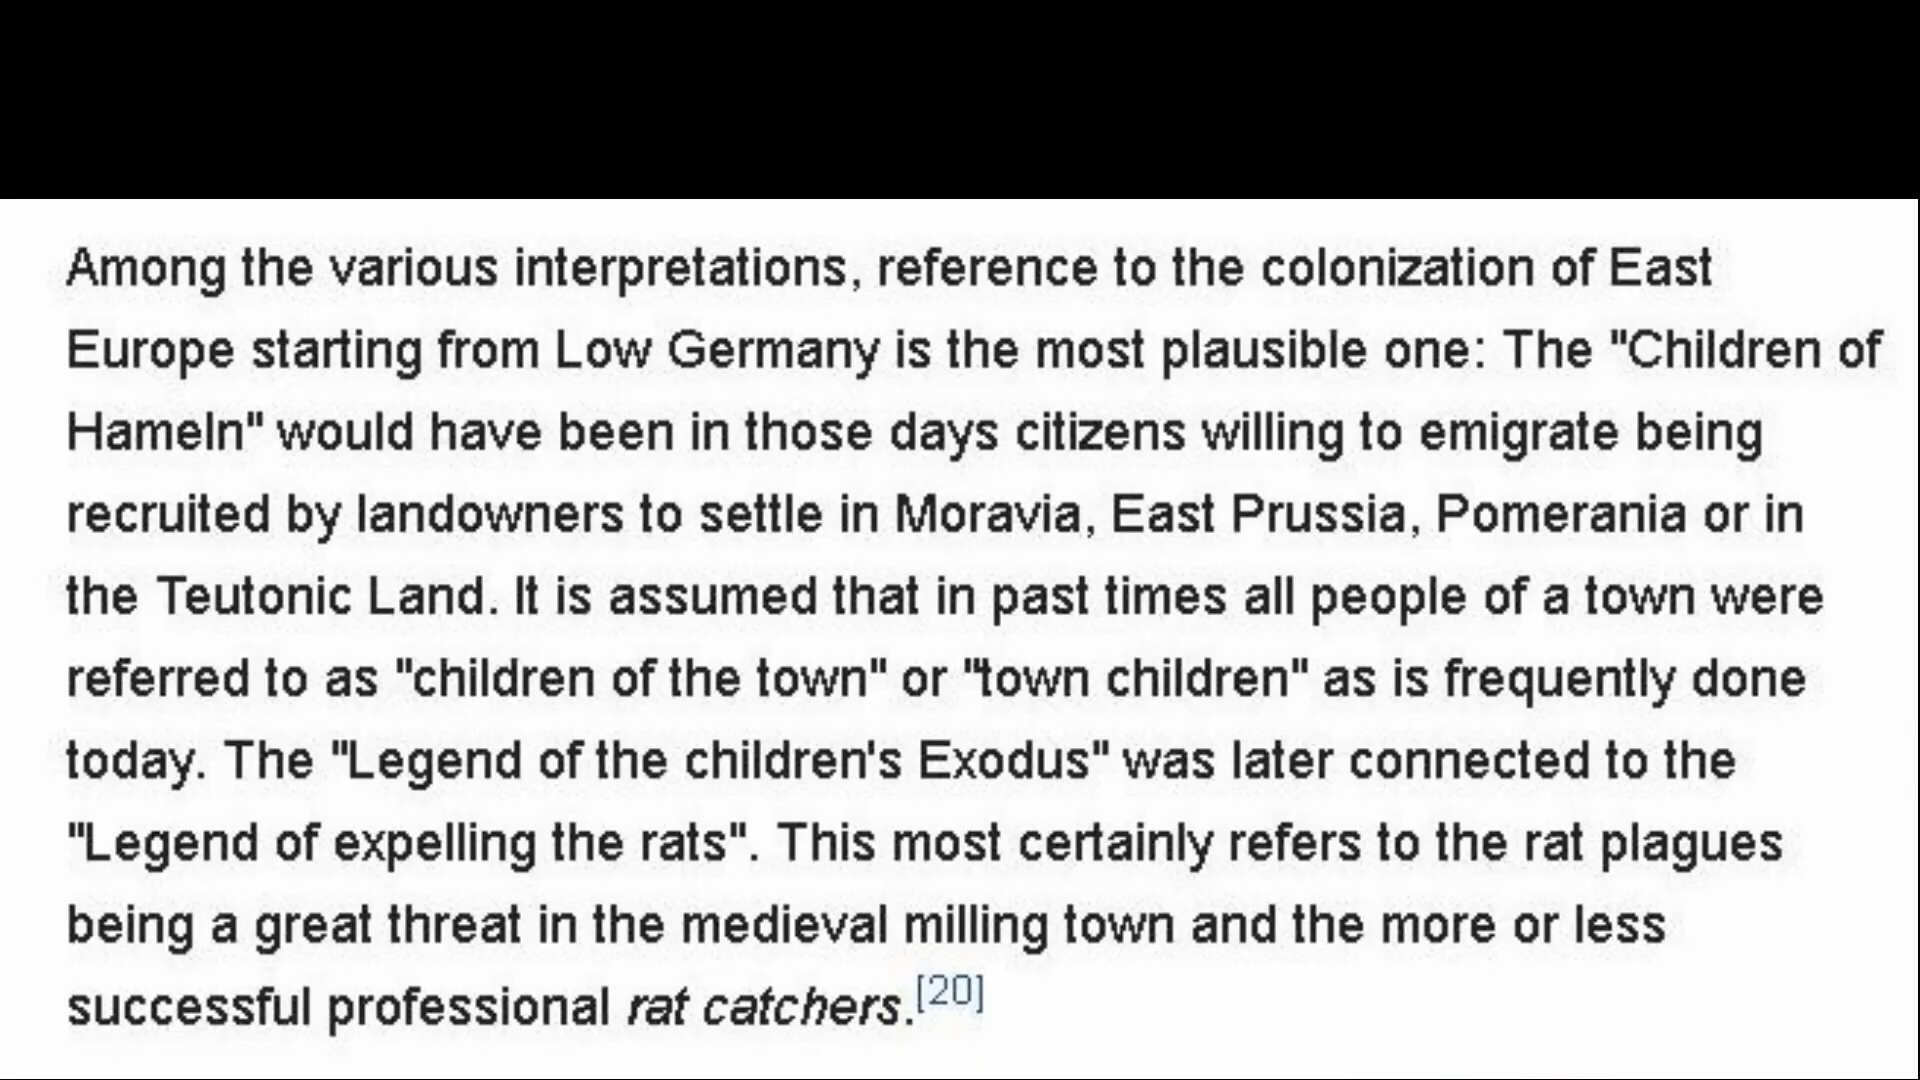 Among the various interpretations, reference to the colonization of East
Europe starting from Low Germany is the most plausible one: The "Children of
Hameln" would have been in those days citizens willing to emigrate being
recruited by landowners to settle in Moravia, East Prussia, Pomerania or in
the Teutonic Land. It is assumed that in past times all people of a town were
referred to as "children of the town" or "town children" as is frequently done
today. The "Legend of the children's Exodus" was later connected to the
"Legend of expelling the rats". This most certainly refers to the rat plagues
being a great threat in the medieval milling town and the more or less
successful professional rat catchers.[20]